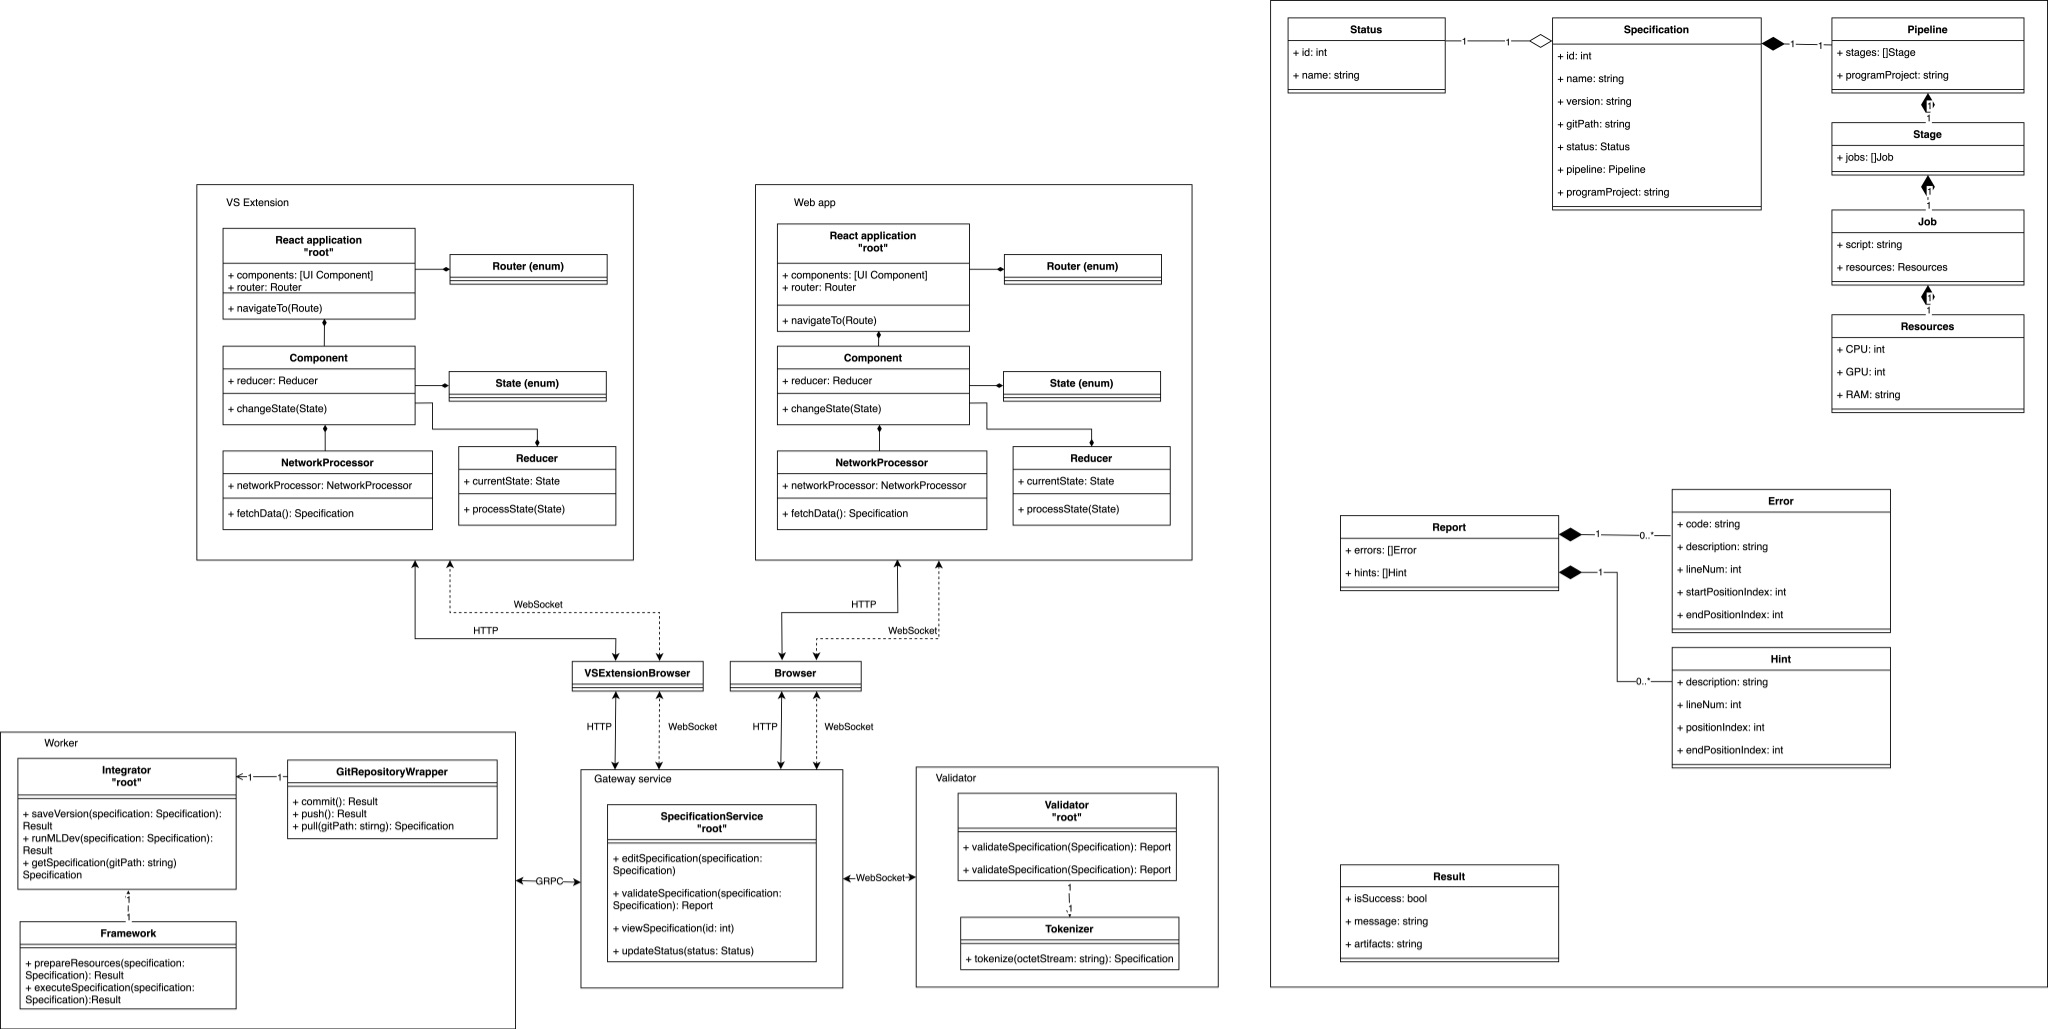 VS Extension
React application
"root"
+ components: [UI Component]
+ router: Router
+ navigateTo(Route)
Router (enum)
Component
+ reducer: Reducer
+ changeState(State)
State (enum)
NetworkProcessor
+ networkProcessor: NetworkProcessor
+ fetchData(): Specification
Reducer
+ currentState: State
+ processState(State)
Web app
React application
"root"
+ components: [UI Component]
+ router: Router
+ navigateTo(Route)
Router (enum)
Component
+ reducer: Reducer
+ changeState(State)
State (enum)
NetworkProcessor
+ networkProcessor: NetworkProcessor
+ fetchData(): Specification
Reducer
+ currentState: State
+ processState(State)
WebSocket
HTTP
HTTP
WebSocket
VSExtensionBrowser
Browser
HTTP
WebSocket
HTTP
WebSocket
Worker
Integrator
"root"
+ saveVersion(specification: Specification):
Result
+ runMLDev(specification: Specification):
Result
+ getSpecification(gitPath: string)
Specification
1
1
GitRepositoryWrapper
+ commit(): Result
+ push(): Result
+ pull(gitPath: stirng): Specification
1
1
Framework
+ prepareResources(specification:
Specification): Result
+ executeSpecification(specification:
Specification):Result
GRPC
Gateway service
SpecificationService
"root"
+ editSpecification(specification:
Specification)
+ validateSpecification(specification:
Specification): Report
+ viewSpecification(id: int)
+ updateStatus(status: Status)
WebSocket
Validator
Validator
"root"
+ validateSpecification(Specification): Report
+ validateSpecification(Specification): Report
1
1
Tokenizer
+ tokenize(octetStream: string): Specification
Status
+ id: int
+ name: string
1
1
Specification
+ id: int
+ name: string
+ version: string
+ gitPath: string
+ status: Status
+ pipeline: Pipeline
+ programProject: string
1
1
Pipeline
+ stages: []Stage
+ programProject: string
1
1
Stage
+ jobs: []Job
1
1
Job
+ script: string
+ resources: Resources
1
1
Resources
+ CPU: int
+ GPU: int
+ RAM: string
Report
+ errors: []Error
+ hints: []Hint
1
0..*
1
0..*
Error
+ code: string
+ description: string
+ lineNum: int
+ startPositionIndex: int
+ endPositionIndex: int
Hint
+ description: string
+ lineNum: int
+ positionIndex: int
+ endPositionIndex: int
Result
+ isSuccess: bool
+ message: string
+ artifacts: string